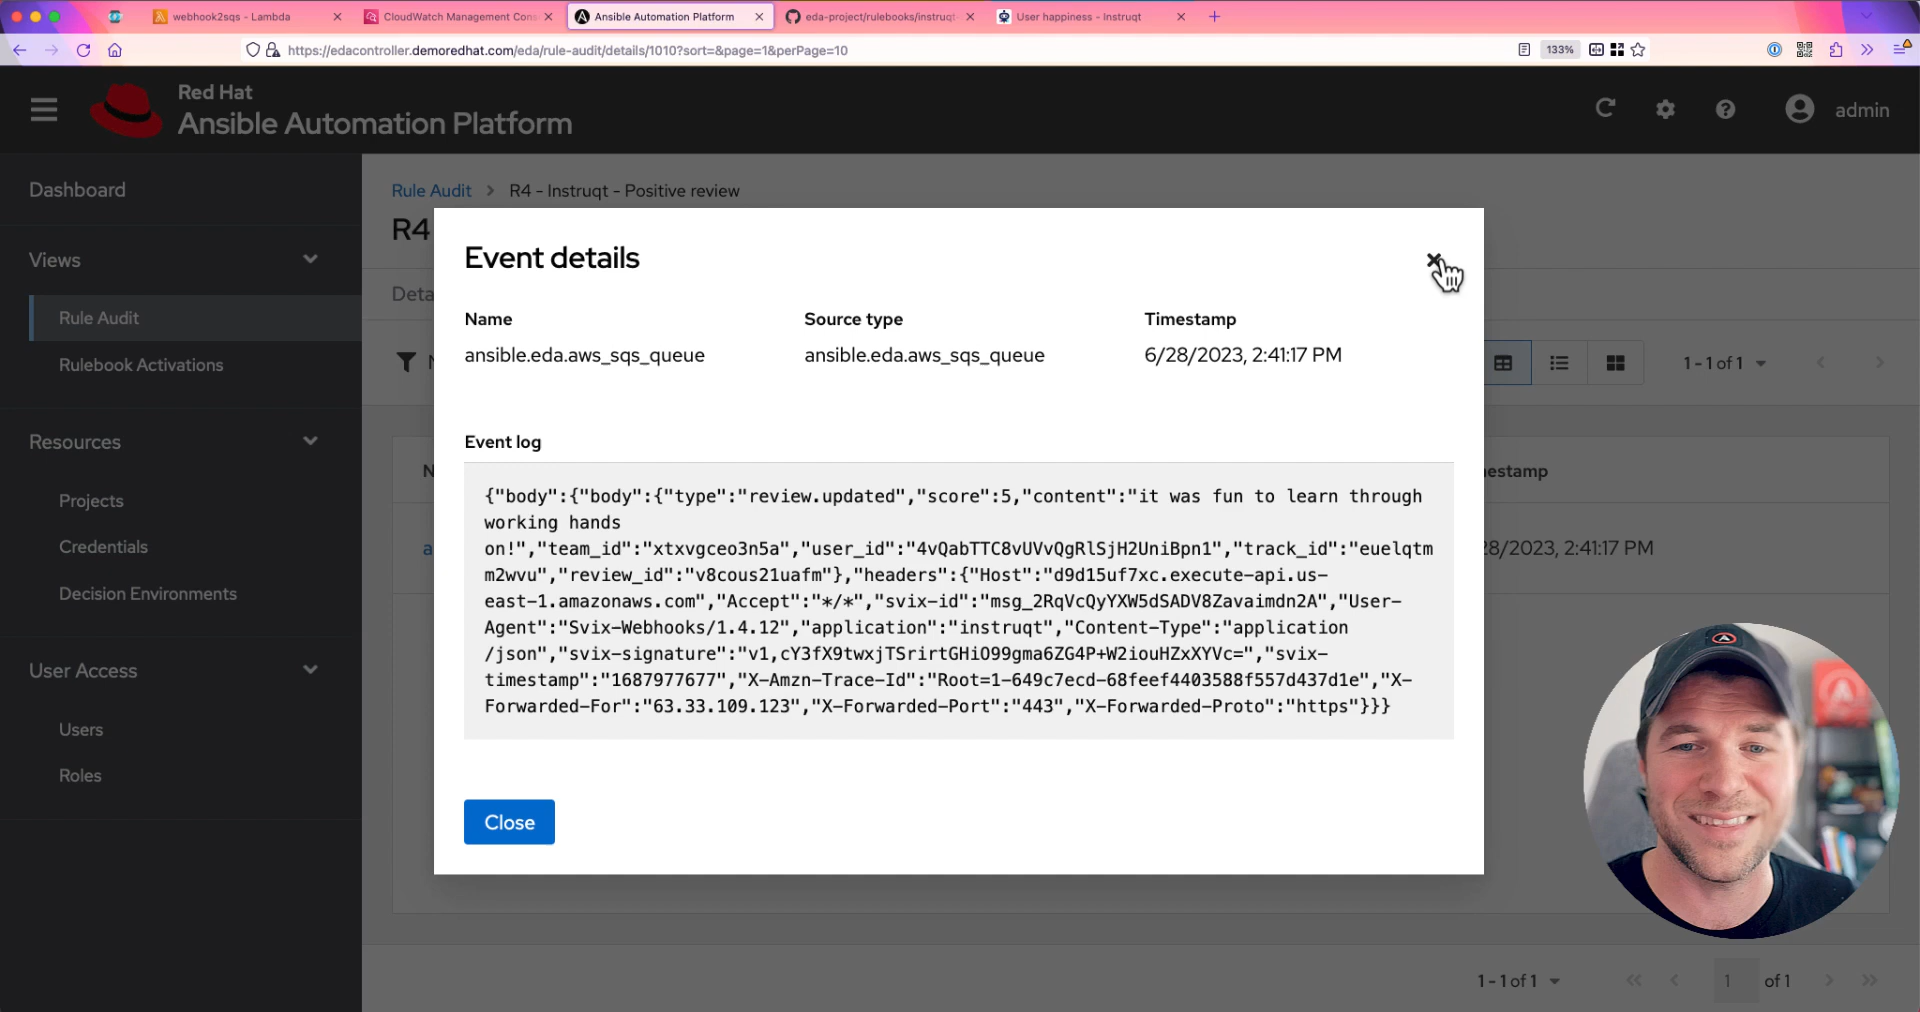 webhook2sqs - Lambda
CloudWatch Management Cons
Ansible Automation Platform
eda-project/rulebooks/instruqt-
User happiness - Instruqt
https://edacontroller.demoredhat.com/eda/rule-audit/details/1010?sort=&page=1&perPage=10
133%
Red Hat
Ansible Automation Platform
admin
Dashboard
Views
Rule Audit
Rulebook Activations
Resources
Projects
Credentials
Decision Environments
User Access
Users
Roles
Rule Audit > R4 - Instruqt - Positive review
R4
Deta
N
1 - 1 of 1
N
estamp
a
28/2023, 2:41:17 PM
Event details
Name
Source type
Timestamp
ansible.eda.aws_sqs_queue
ansible.eda.aws_sqs_queue
6/28/2023, 2:41:17 PM
Event log
{"body":{"body":{"type":"review.updated","score":5,"content":"it was fun to learn through
working hands
on!","team_id":"xtxvgceo3n5a","user_id":"4vQabTTC8vUVvQgRlSjH2UniBpn1","track_id":"euelqtm
m2wvu","review_id":"v8cous21uafm"},"headers":{"Host":"d9d15uf7xc.execute-api.us-
east-1.amazonaws.com","Accept":"*/*","svix-id":"msg_2RqVcQyYXW5dSADV8Zavaimdn2A","User-
Agent":"Svix-Webhooks/1.4.12","application":"instruqt","Content-Type":"application
/json","svix-signature":"v1,cY3fX9twxjTSrirtGHiO99gma6ZG4P+W2iouHZxXYVc=","svix-
timestamp":"1687977677","X-Amzn-Trace-Id":"Root=1-649c7ecd-68feef4403588f557d437d1e","X-
Forwarded-For":"63.33.109.123","X-Forwarded-Port":"443","X-Forwarded-Proto":"https"}}}
Close
1 - 1 of 1
1
of 1